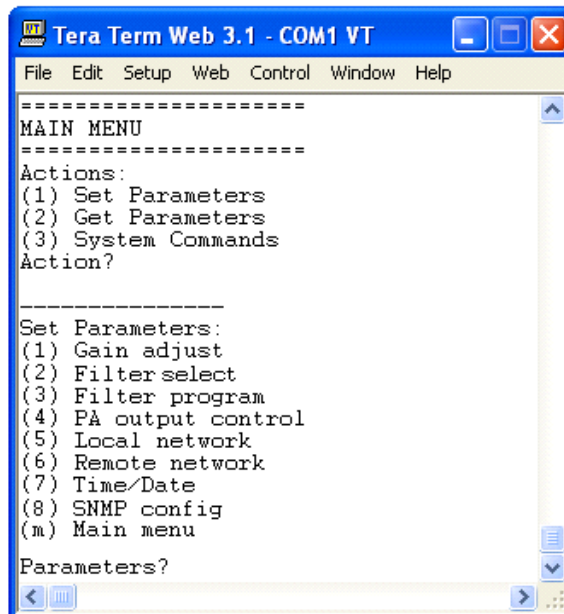 Tera Term Web 3.1 - COM1 VT
File Edit Setup Web Control Window Help
======================
MAIN MENU
======================
Actions:
(1) Set Parameters
(2) Get Parameters
(3) System Commands
Action?
_______________
Set Parameters:
(1) Gain adjust
(2) Filter select
(3) Filter program
(4) PA output control
(5) Local network
(6) Remote network
(7) Time/Date
(8) SNMP config
(m) Main menu
Parameters?